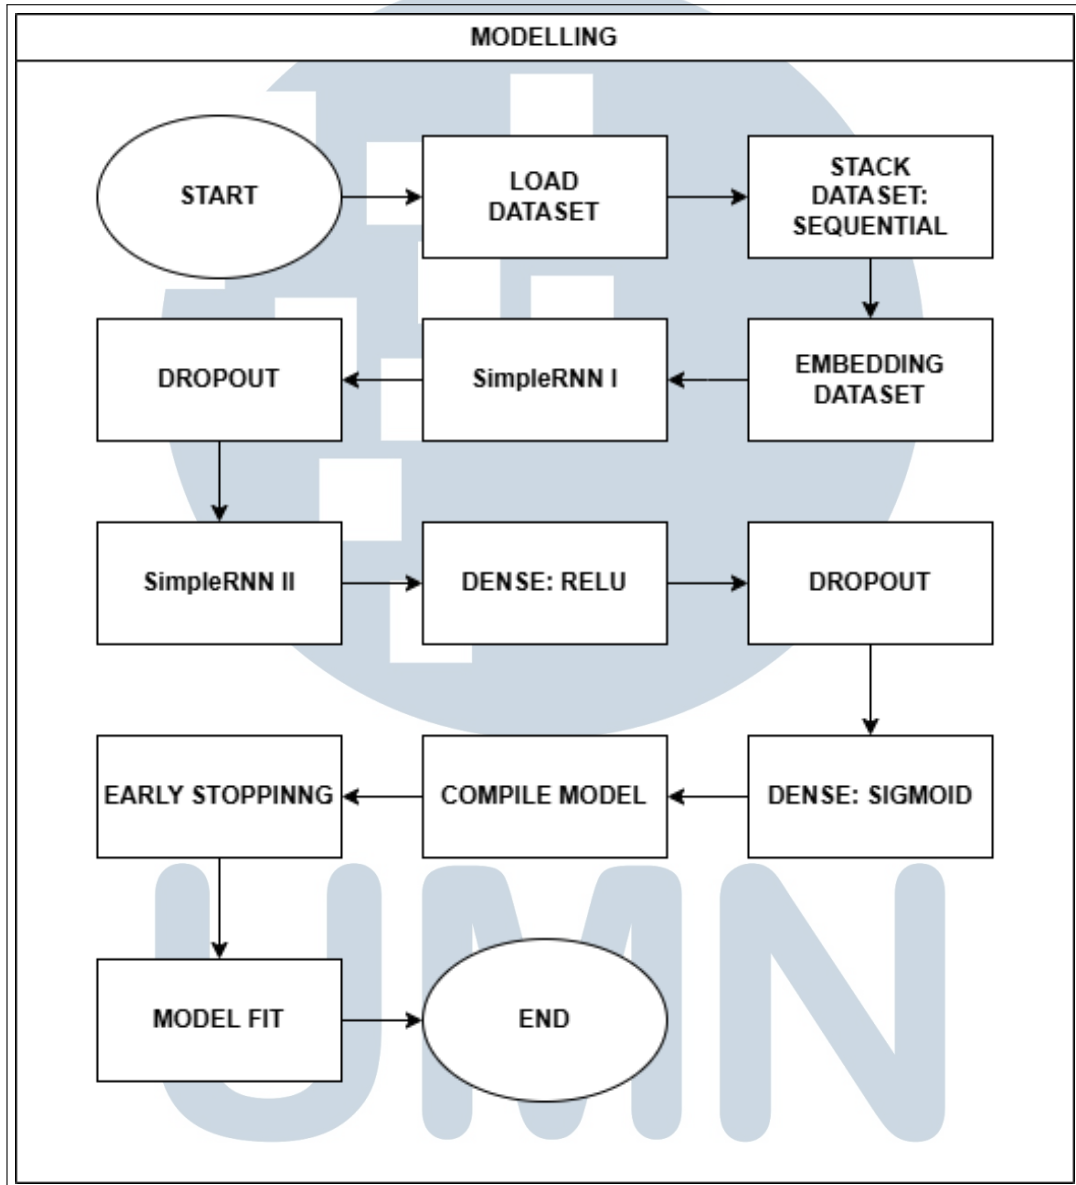 MODELLING
START
LOAD
DATASET
STACK
DATASET:
SEQUENTIAL
EMBEDDING
DATASET
SimpleRNN I
DROPOUT
SimpleRNN II
DENSE: RELU
DROPOUT
DENSE: SIGMOID
COMPILE MODEL
EARLY STOPPINNG
MODEL FIT
END
UMN